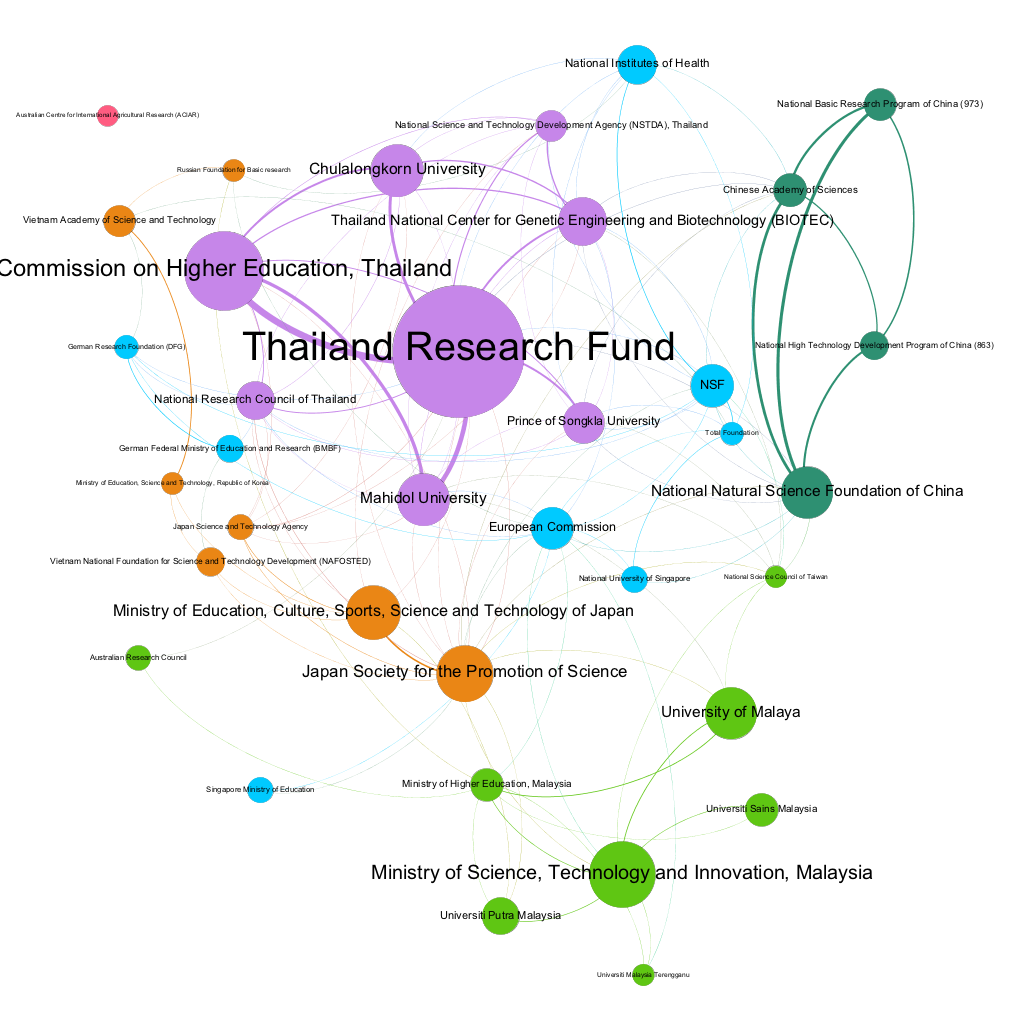 National Institutes of Health
National Basic Research Program of China (973)
Australian Centre for International Agricultural Research (ACIAR)
National Science and Technology Development Agency (NSTDA), Thailand
Chulalongkorn University
Russian Foundation for Basic research
Chinese Academy of Sciences
Vietnam Academy of Science and Technology
Thailand National Center for Genetic Engineering and Biotechnology (BIOTEC)
Commission on Higher Education, Thailand
German Research Foundation (DFG)
Thailand Research Fund
National High Technology Development Program of China (863)
NSF
National Research Council of Thailand
Prince of Songkla University
Total Foundation
German Federal Ministry of Education and Research (BMBF)
Ministry of Education, Science and Technology, Republic of Korea
National Natural Science Foundation of China
Mahidol University
Japan Science and Technology Agency
European Commission
Vietnam National Foundation for Science and Technology Development (NAFOSTED)
National University of Singapore
National Science Council of Taiwan
Ministry of Education, Culture, Sports, Science and Technology of Japan
Australian Research Council
Japan Society for the Promotion of Science
University of Malaya
Singapore Ministry of Education
Ministry of Higher Education, Malaysia
Universiti Sains Malaysia
Ministry of Science, Technology and Innovation, Malaysia
Universiti Putra Malaysia
Universiti Malaysia Terengganu